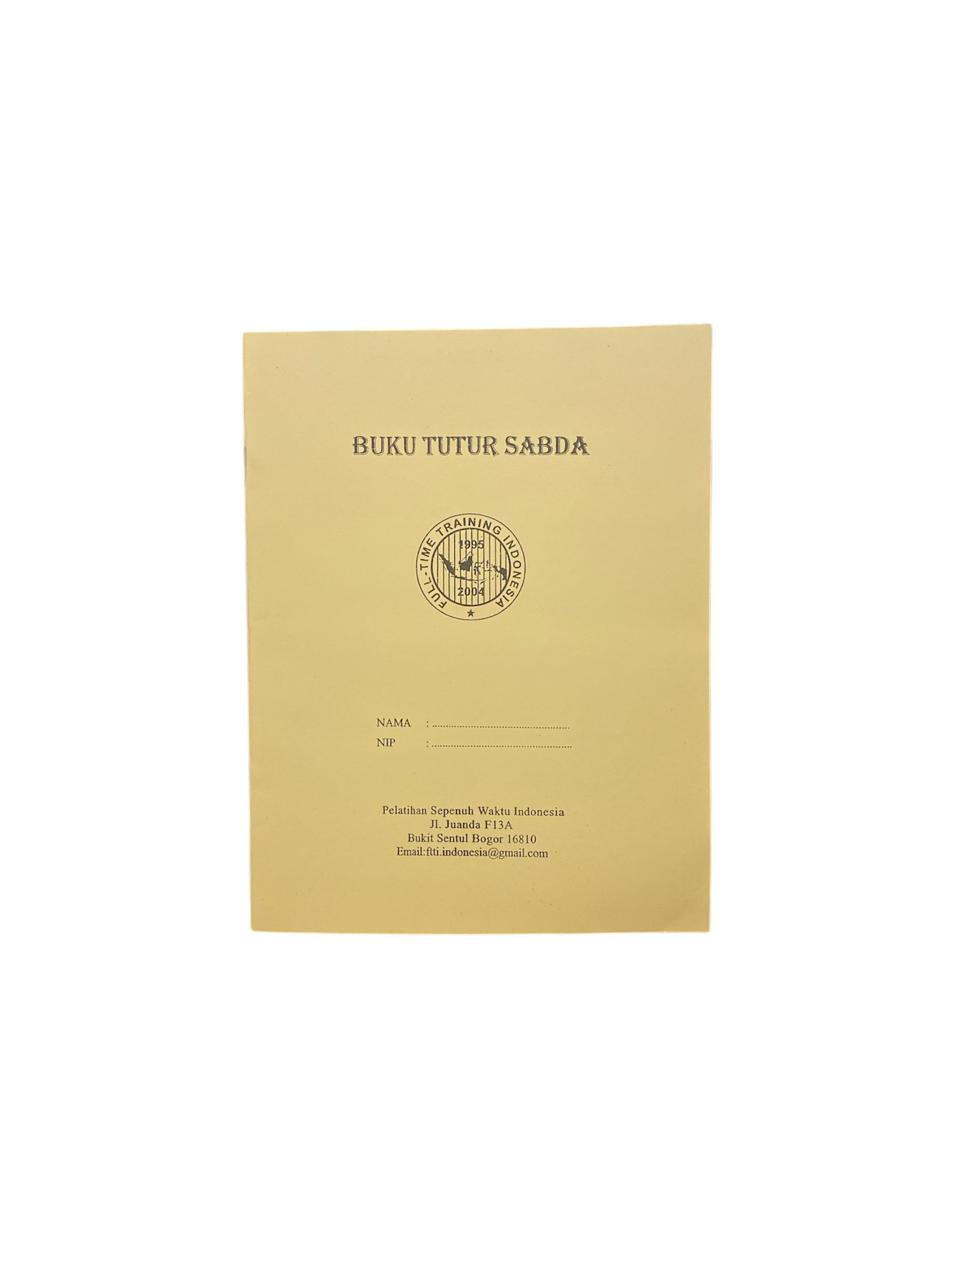 BUKU TUTUR SABDA
FULL-TIME TRAINING INDONESIA
1995
2004
NAMA : ....................................................
NIP : ....................................................
Pelatihan Sepenuh Waktu Indonesia
Jl. Juanda F13A
Bukit Sentul Bogor 16810
Email:ftti.indonesia@gmail.com